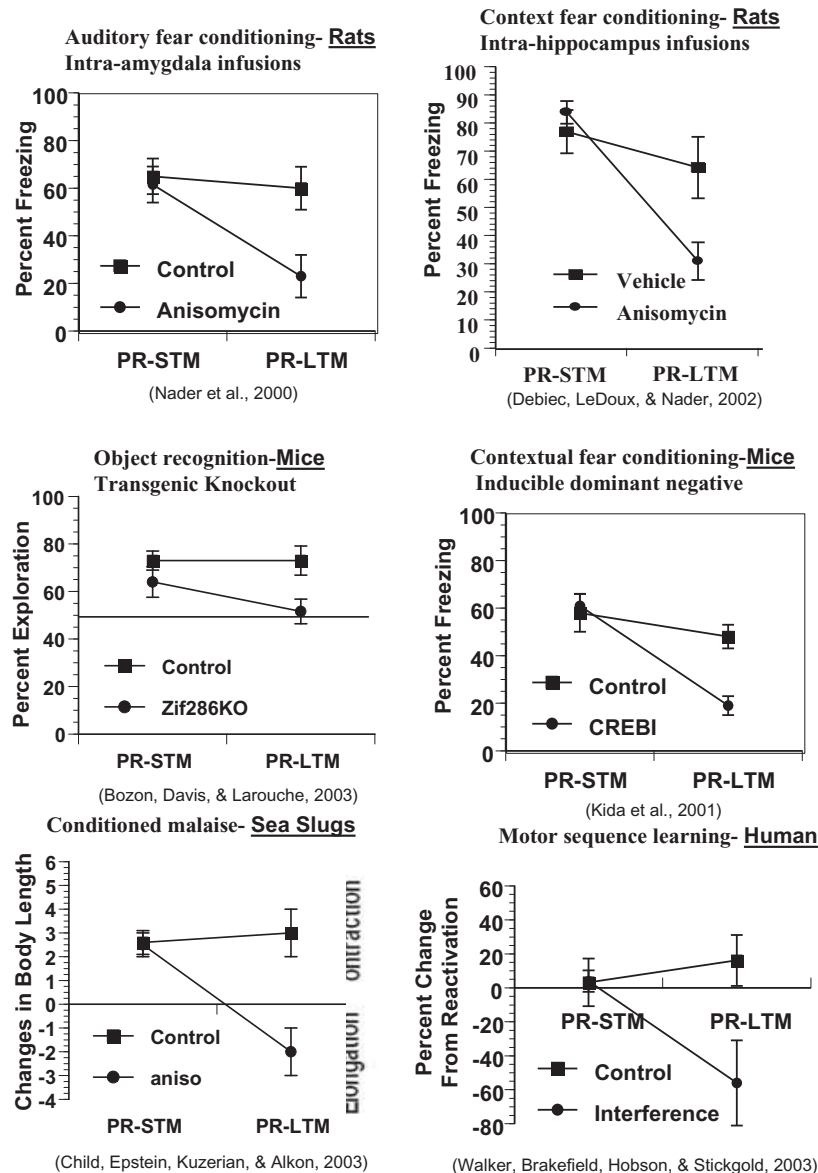 Auditory fear conditioning- Rats
Intra-amygdala infusions
Percent Freezing
100
80
60
40
20
0
Control
Anisomycin
PR-STM PR-LTM
(Nader et al., 2000)
Context fear conditioning- Rats
Intra-hippocampus infusions
Percent Freezing
100
90
80
70
60
50
40
30
20
10
0
Vehicle
Anisomycin
PR-STM PR-LTM
(Debiec, LeDoux, & Nader, 2002)
Object recognition-Mice
Transgenic Knockout
Percent Exploration
100
80
60
40
20
0
Control
Zif286KO
PR-STM PR-LTM
(Bozon, Davis, & Larouche, 2003)
Contextual fear conditioning-Mice
Inducible dominant negative
Percent Freezing
100
80
60
40
20
0
Control
CREBI
PR-STM PR-LTM
(Kida et al., 2001)
Conditioned malaise- Sea Slugs
Changes in Body Length
6
5
4
3
2
1
0
-1
-2
-3
-4
Control
aniso
Elongation ontraction
PR-STM PR-LTM
(Child, Epstein, Kuzerian, & Alkon, 2003)
Motor sequence learning- Human
Percent Change
From Reactivation
60
40
20
0
-20
-40
-60
-80
PR-STM PR-LTM
Control
Interference
(Walker, Brakefield, Hobson, & Stickgold, 2003)